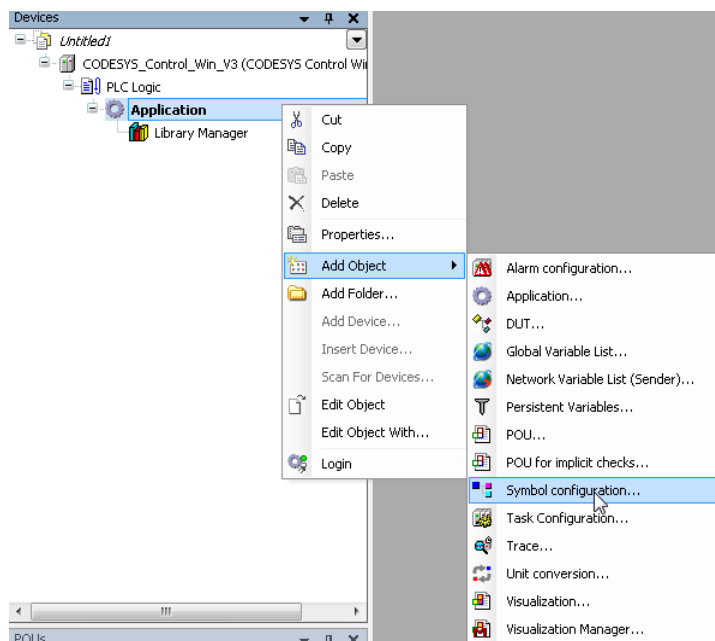 Devices
Untitled1
CODESYS_Control_Win_V3 (CODESYS Control Wi
PLC Logic
Application
Library Manager
Cut
Copy
Paste
Delete
Properties...
Add Object
Add Folder...
Add Device...
Insert Device...
Scan For Devices...
Edit Object
Edit Object With...
Login
Alarm configuration...
Application...
DUT...
Global Variable List...
Network Variable List (Sender)...
Persistent Variables...
POU...
POU for implicit checks...
Symbol configuration...
Task Configuration...
Trace...
Unit conversion...
Visualization...
Visualization Manager...
POUs